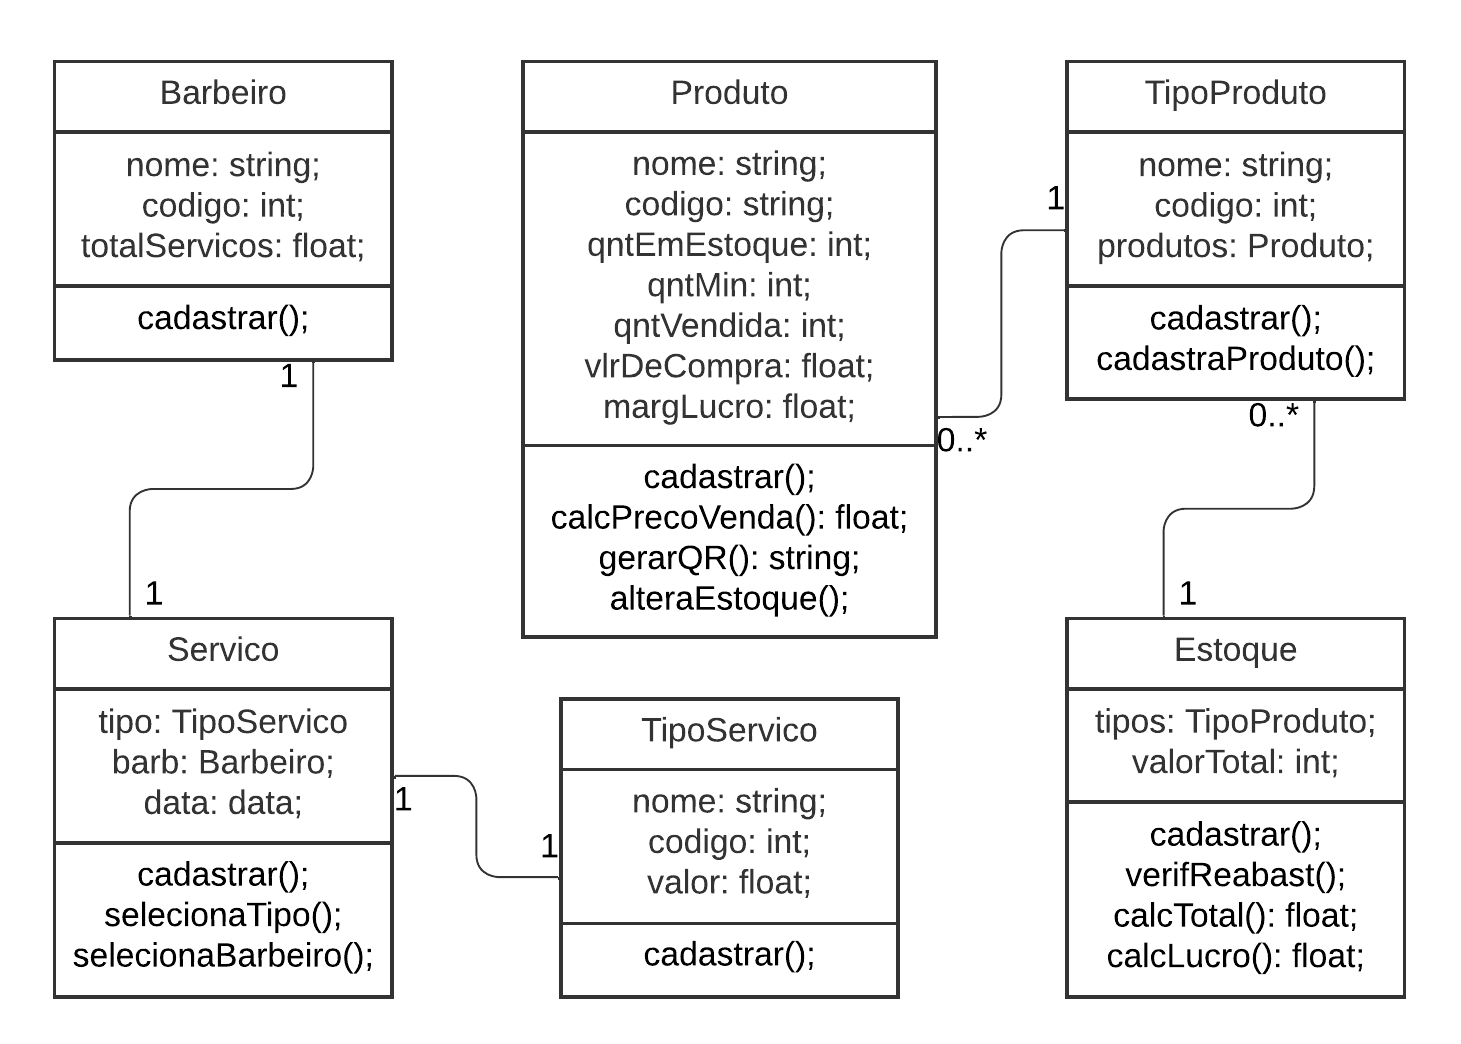 Barbeiro
nome: string;
codigo: int;
totalServicos: float;
cadastrar();
1
1
Produto
nome: string;
codigo: string;
qntEmEstoque: int;
qntMin: int;
qntVendida: int;
vlrDeCompra: float;
margLucro: float;
cadastrar();
calcPrecoVenda(): float;
gerarQR(): string;
alteraEstoque();
0..*
1
TipoProduto
nome: string;
codigo: int;
produtos: Produto;
cadastrar();
cadastraProduto();
0..*
1
Servico
tipo: TipoServico
barb: Barbeiro;
data: data;
cadastrar();
selecionaTipo();
selecionaBarbeiro();
1
1
TipoServico
nome: string;
codigo: int;
valor: float;
cadastrar();
Estoque
tipos: TipoProduto;
valorTotal: int;
cadastrar();
verifReabast();
calcTotal(): float;
calcLucro(): float;